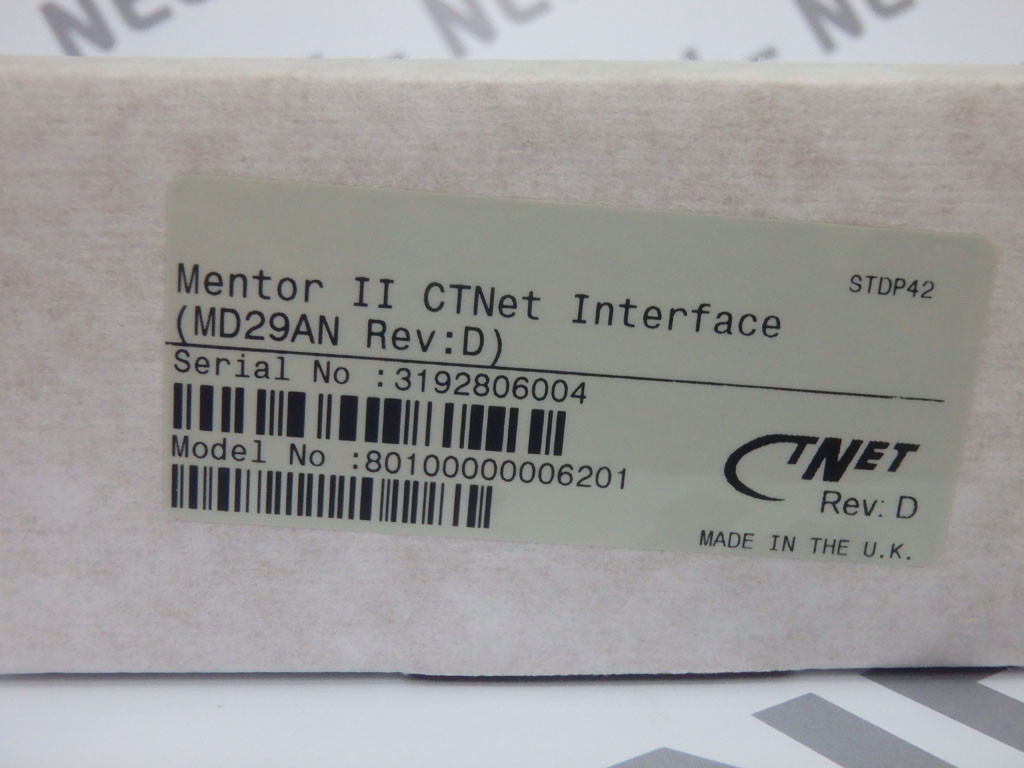 STDP42
Mentor II CTNet Interface
(MD29AN Rev:D)
Serial No :3192806004
Model No :80100000006201
CTNET
Rev: D
MADE IN THE U.K.